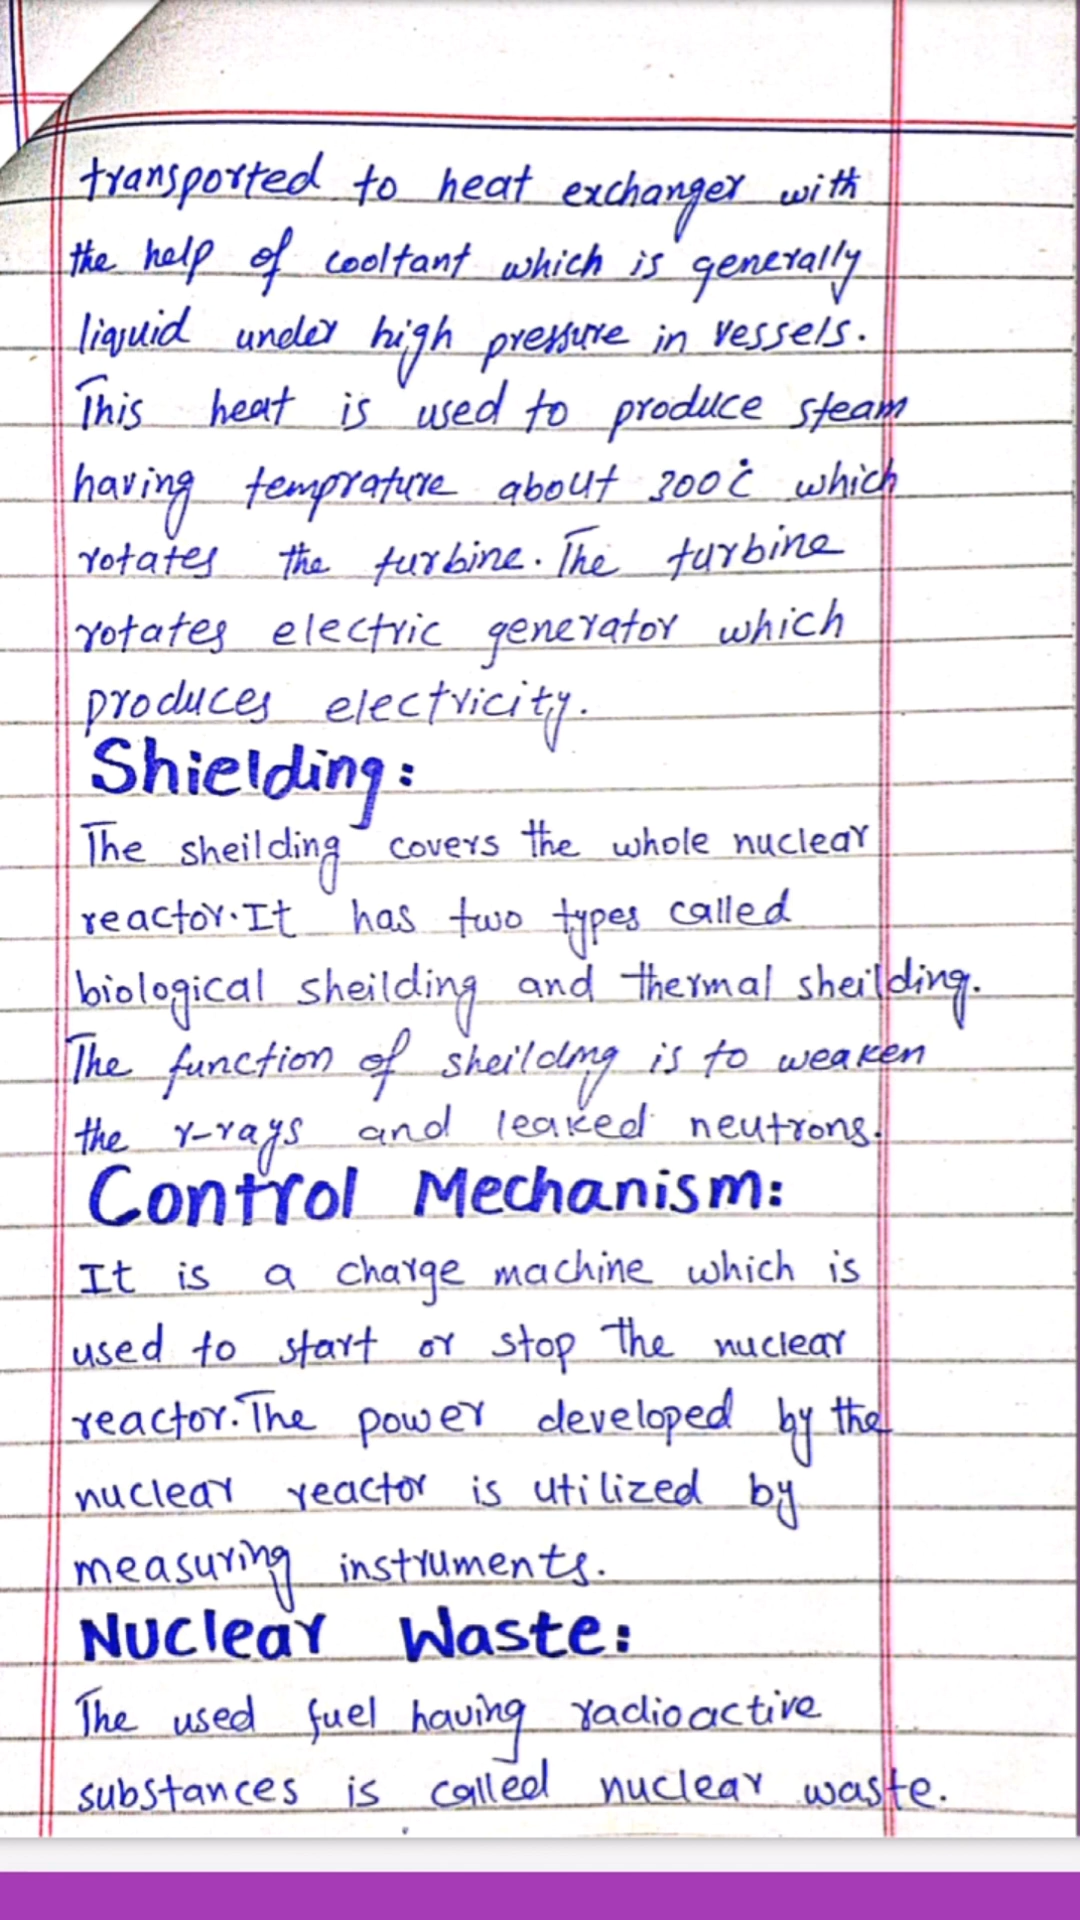 transported to heat exchanger with
the help of cooltant which is generally
liquid under high pressure in vessels.
This heat is used to produce steam
having temprature about 300°c which
rotates the turbine. The turbine
rotates electric generator which
produces electricity.
Shielding:
The sheilding covers the whole nuclear
reactor. It has two types called
biological sheilding and thermal sheilding.
The function of sheilding is to weaken
the γ-rays and leaked neutrons.
Control Mechanism:
It is a charge machine which is
used to start or stop the nuclear
reactor. The power developed by the
nuclear reactor is utilized by
measuring instruments.
Nuclear Waste:
The used fuel having radioactive
substances is called nuclear waste.